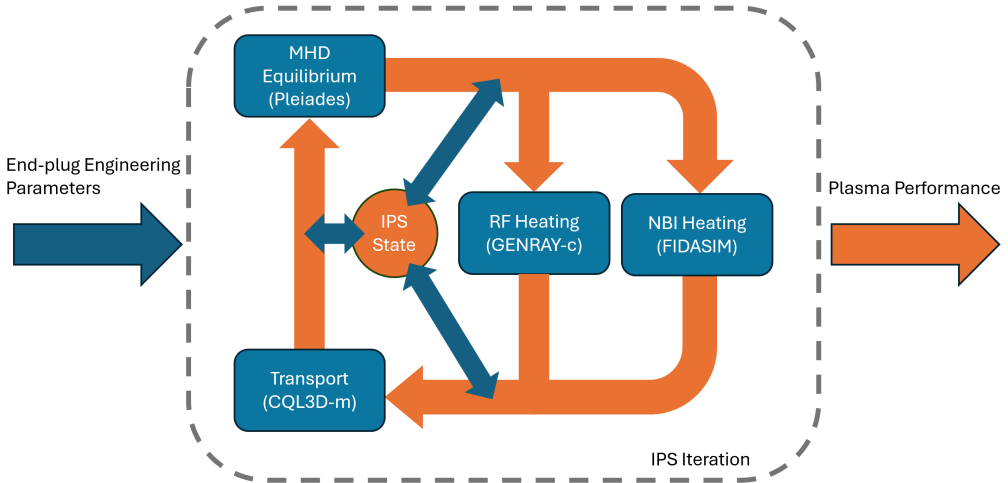 MHD
Equilibrium
(Pleiades)
End-plug Engineering
Parameters
IPS
State
RF Heating
(GENRAY-c)
NBI Heating
(FIDASIM)
Plasma Performance
Transport
(CQL3D-m)
IPS Iteration